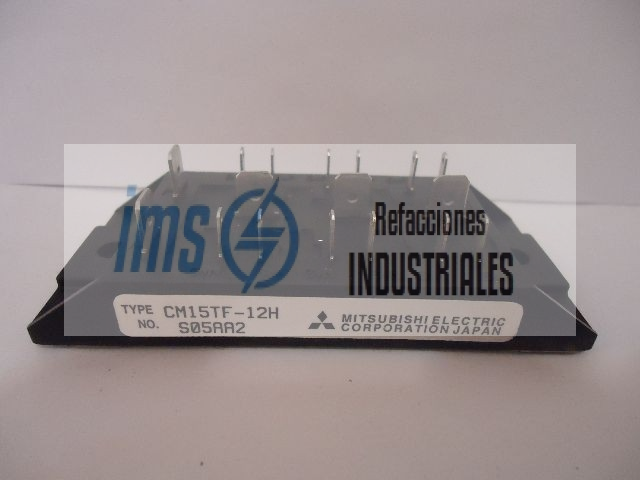 ims
Refacciones
INDUSTRIALES
TYPE CM15TF-12H
NO. S05AA2
MITSUBISHI ELECTRIC
CORPORATION JAPAN